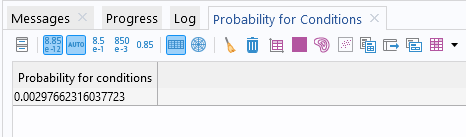 Messages × Progress Log Probability for Conditions ×
8.85 e-12 AUTO 8.5 e-1 850 e-3 0.85
Probability for conditions
0.00297662316037723